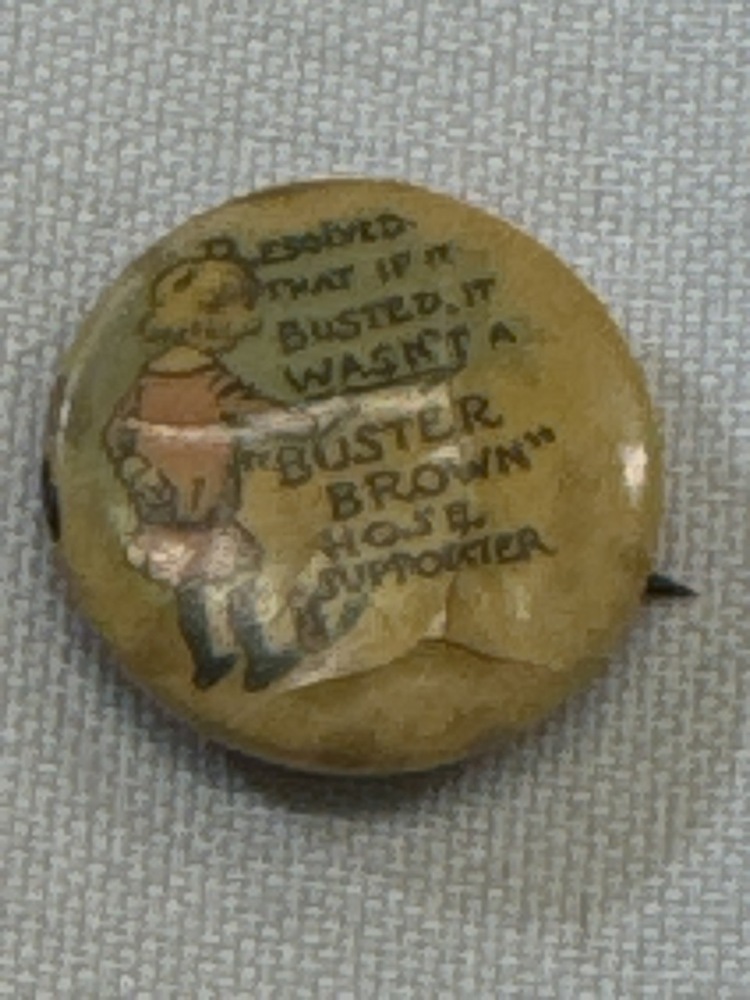 RESOLVED.
THAT IF IT
BUSTED. IT
WASN'T A
"BUSTER
BROWN"
HOSE
SUPPORTER